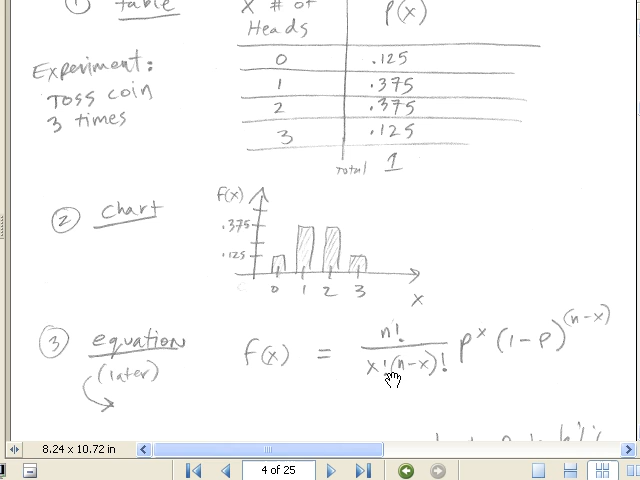 ① table
X # of P(x)
Heads
0 .125
Experiment: 1 .375
Toss coin 2 .375
3 times 3 .125
Total 1
② chart
f(x)
.375
.125
0 1 2 3
x
③ equation f(x) = n! / x!(n-x)! p^x (1-p)^(n-x)
(later)
8.24 x 10.72 in
4 of 25